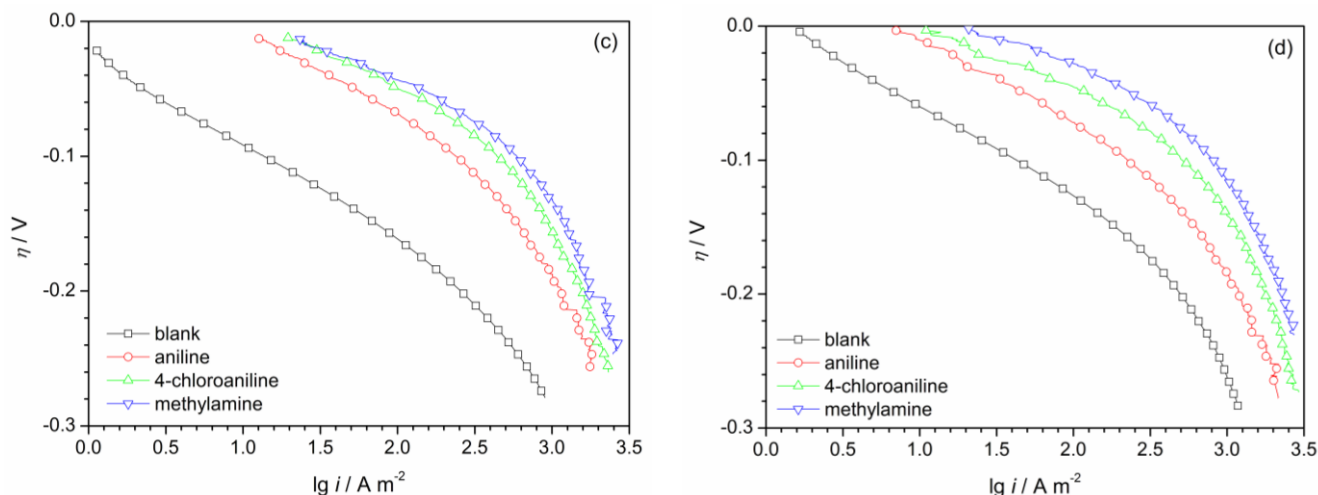 (c)
0.0
-0.1
-0.2
-0.3
η / V
blank
aniline
4-chloroaniline
methylamine
0.0 0.5 1.0 1.5 2.0 2.5 3.0 3.5
lg i / A m⁻²
(d)
0.0
-0.1
-0.2
-0.3
η / V
blank
aniline
4-chloroaniline
methylamine
0.0 0.5 1.0 1.5 2.0 2.5 3.0 3.5
lg i / A m⁻²